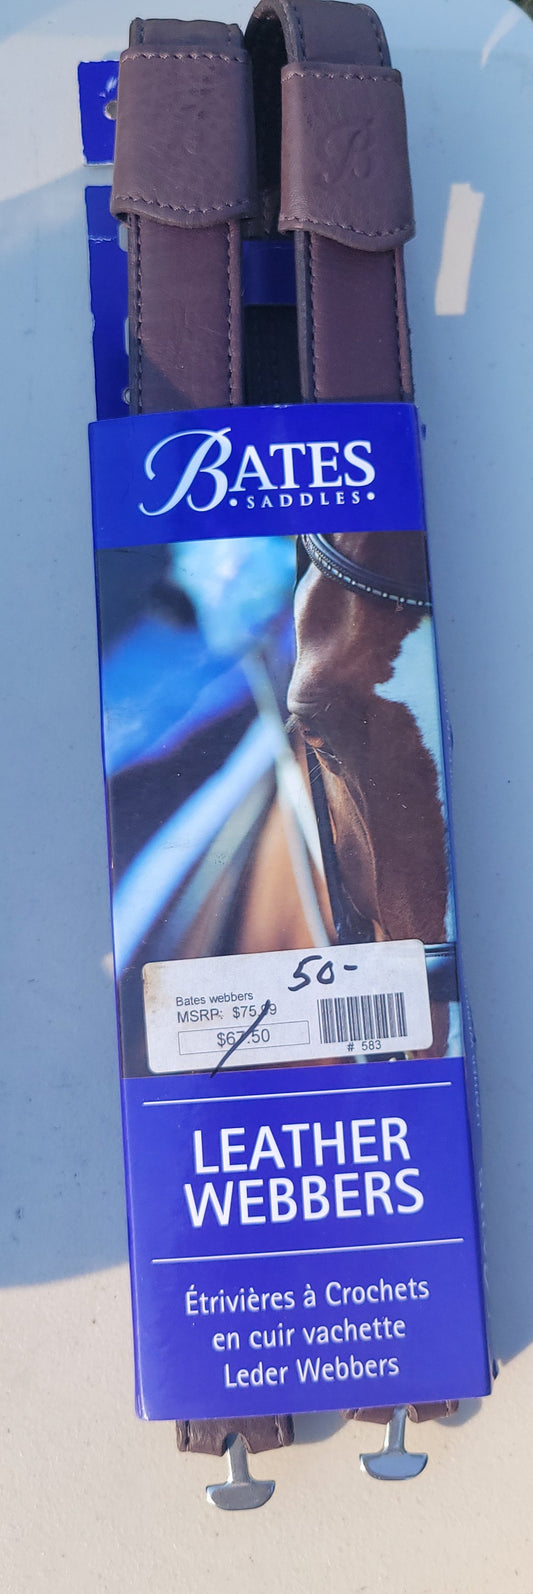 B
BATES
•SADDLES•
50-
Bates webbers
MSRP: $75.99
$67.50
# 583
LEATHER
WEBBERS
Étrivières à Crochets
en cuir vachette
Leder Webbers